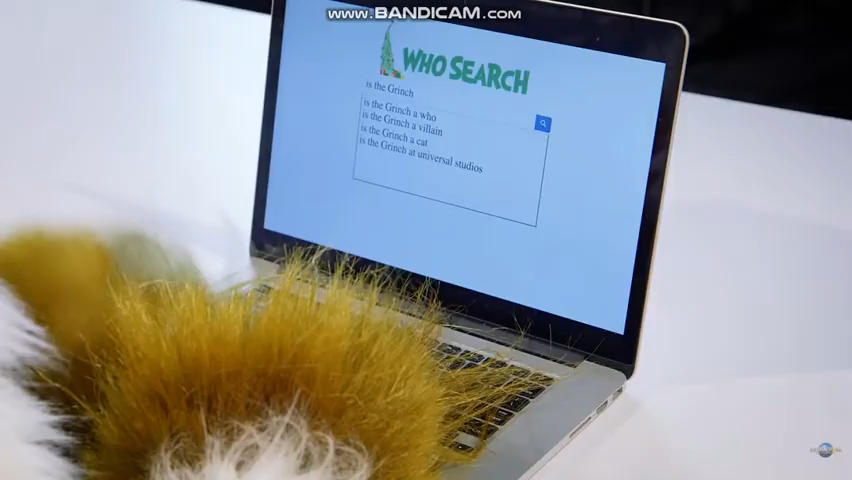 www.BANDICAM.com
WHO SEARCH
is the Grinch
is the Grinch a who
is the Grinch a villain
is the Grinch a cat
is the Grinch at universal studios